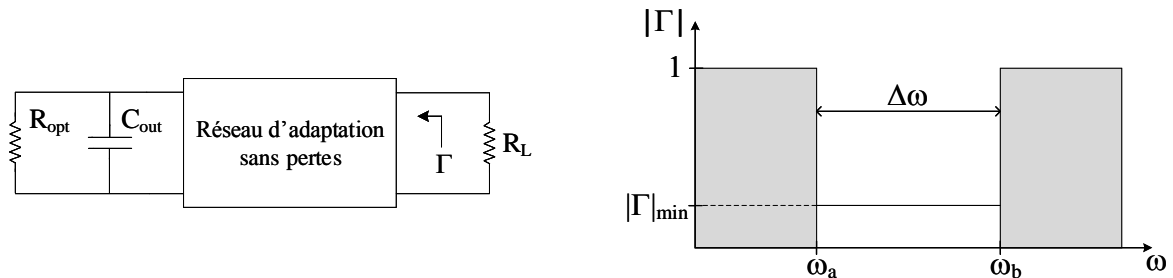 R_opt
C_out
Réseau d'adaptation
sans pertes
Γ
R_L
|Γ|
1
Δω
|Γ|_min
ω_a
ω_b
ω